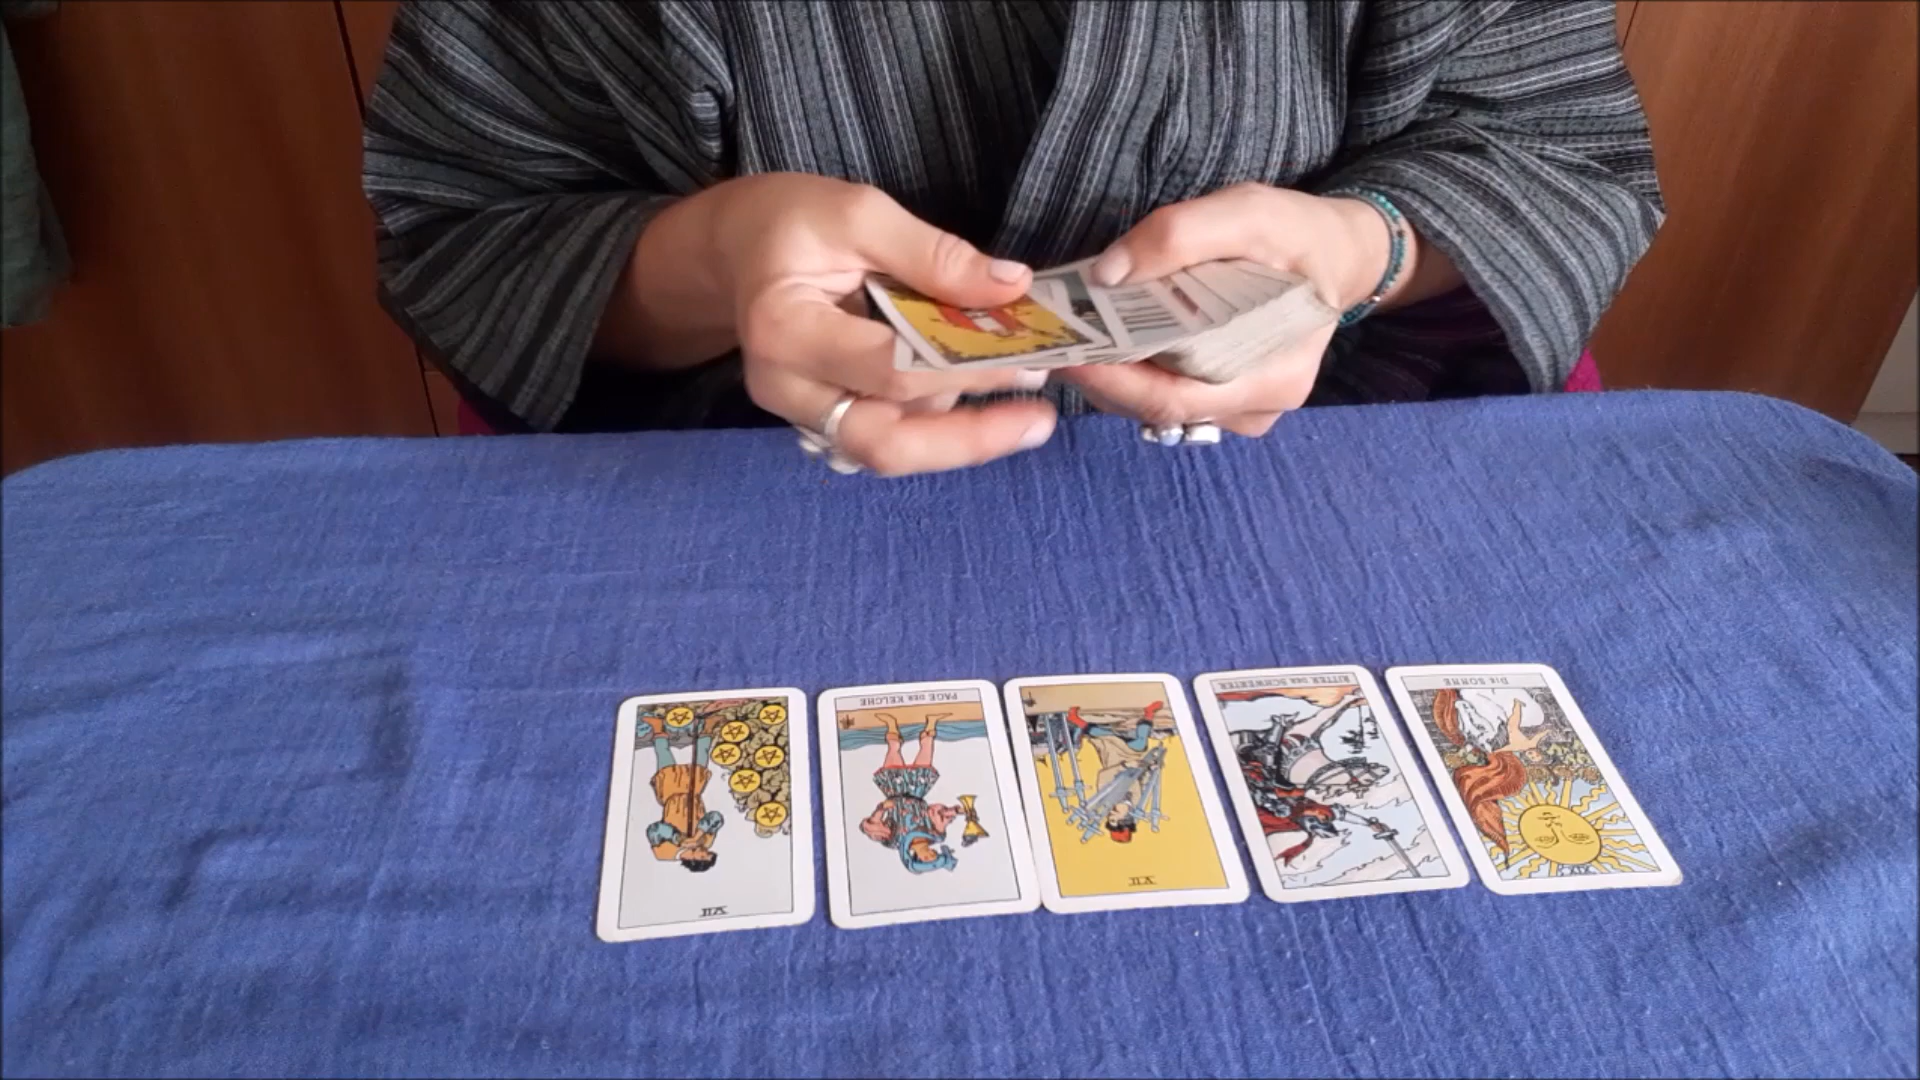 VII
PAGE DER KELCHE
VII
RITTER DER SCHWERTER
DIE SONNE
XIX